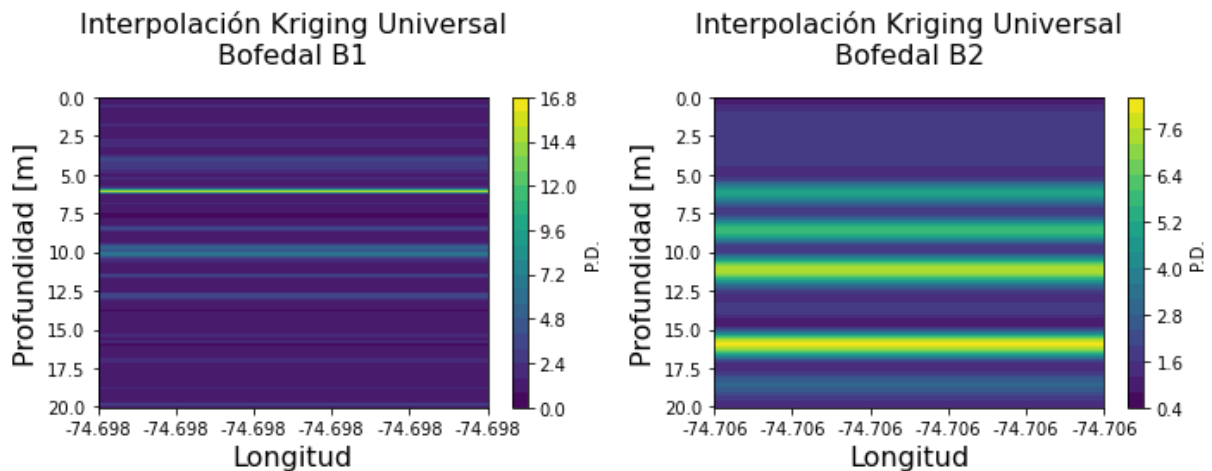 Interpolación Kriging Universal
Bofedal B1
Profundidad [m]
0.0
2.5
5.0
7.5
10.0
12.5
15.0
17.5
20.0
-74.698 -74.698 -74.698 -74.698 -74.698 -74.698
Longitud
16.8
14.4
12.0
9.6
7.2
4.8
2.4
0.0
P.D.
Interpolación Kriging Universal
Bofedal B2
Profundidad [m]
0.0
2.5
5.0
7.5
10.0
12.5
15.0
17.5
20.0
-74.706 -74.706 -74.706 -74.706 -74.706 -74.706
Longitud
7.6
6.4
5.2
4.0
2.8
1.6
0.4
P.D.